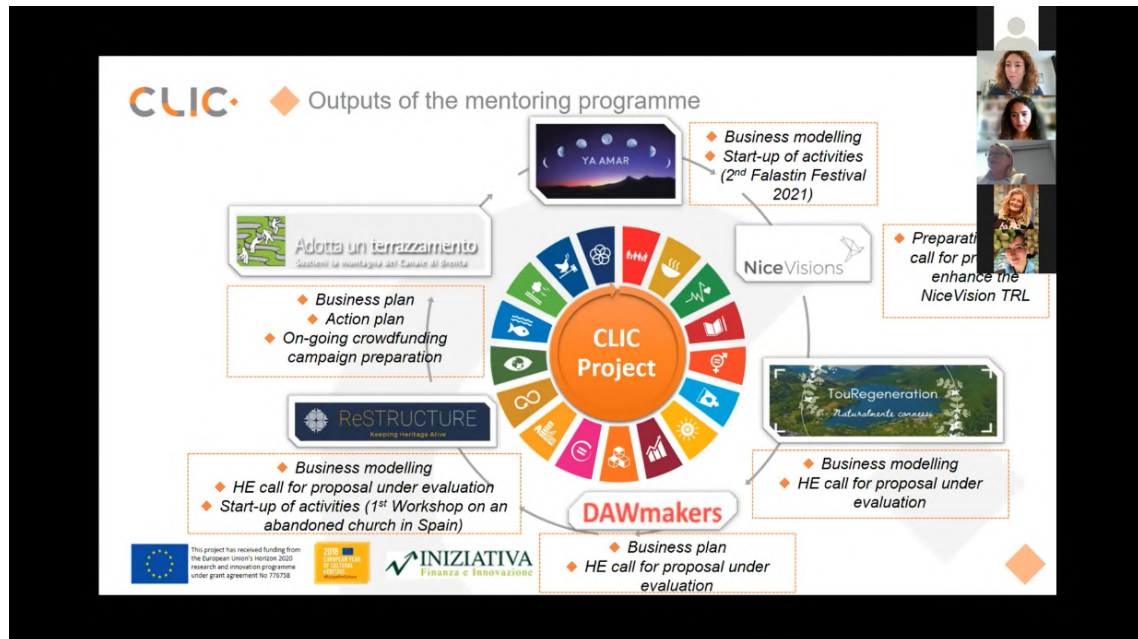 CLIC
Outputs of the mentoring programme
YA AMAR
Business modelling
Start-up of activities
(2nd Falastin Festival
2021)
Adotta un terrazzamento
Sostieni la montagna del Canale di Brenta
NiceVisions
Preparati
call for pr
enhance the
NiceVision TRL
Business plan
Action plan
On-going crowdfunding
campaign preparation
CLIC
Project
TouRegeneration
Naturalmente connessi
ReSTRUCTURE
Keeping Heritage Alive
Business modelling
HE call for proposal under evaluation
Start-up of activities (1st Workshop on an
abandoned church in Spain)
Business modelling
HE call for proposal under
evaluation
DAWmakers
Business plan
HE call for proposal under
evaluation
This project has received funding from
the European Union's Horizon 2020
research and innovation programme
under grant agreement No 776758
2018
EUROPEAN YEAR
OF CULTURAL
HERITAGE
INIZIATIVA
Finanza e Innovazione